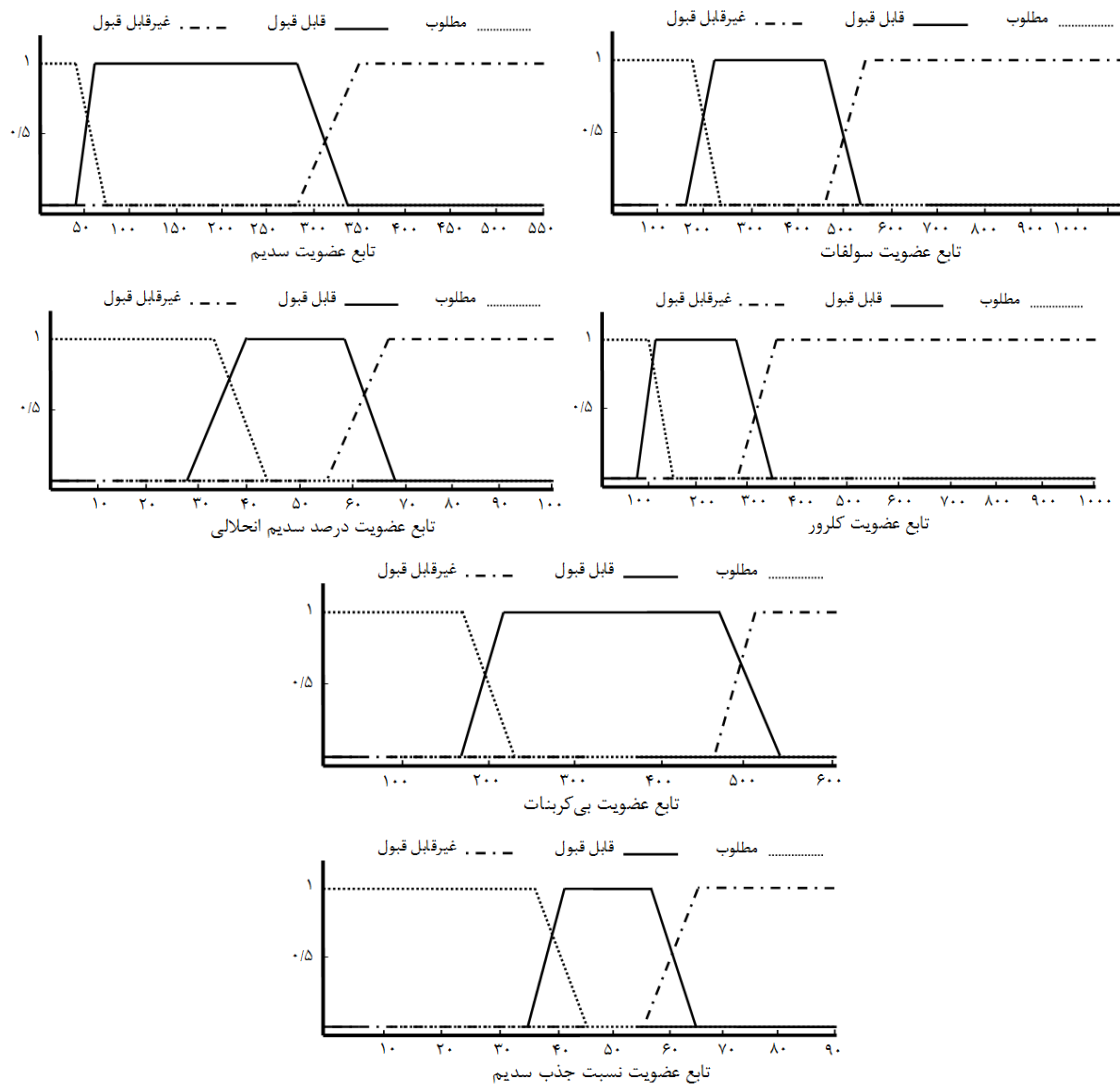 مطلوب قابل قبول غیرقابل قبول
۱
۰/۵
۵۰ ۱۰۰ ۱۵۰ ۲۰۰ ۲۵۰ ۳۰۰ ۳۵۰ ۴۰۰ ۴۵۰ ۵۰۰ ۵۵۰
تابع عضویت سدیم
مطلوب قابل قبول غیرقابل قبول
۱
۰/۵
۱۰۰ ۲۰۰ ۳۰۰ ۴۰۰ ۵۰۰ ۶۰۰ ۷۰۰ ۸۰۰ ۹۰۰ ۱۰۰۰
تابع عضویت سولفات
مطلوب قابل قبول غیرقابل قبول
۱
۰/۵
۱۰ ۲۰ ۳۰ ۴۰ ۵۰ ۶۰ ۷۰ ۸۰ ۹۰ ۱۰۰
تابع عضویت درصد سدیم انحلالی
مطلوب قابل قبول غیرقابل قبول
۱
۰/۵
۱۰۰ ۲۰۰ ۳۰۰ ۴۰۰ ۵۰۰ ۶۰۰ ۷۰۰ ۸۰۰ ۹۰۰ ۱۰۰۰
تابع عضویت کلرور
مطلوب قابل قبول غیرقابل قبول
۱
۰/۵
۱۰۰ ۲۰۰ ۳۰۰ ۴۰۰ ۵۰۰ ۶۰۰
تابع عضویت بی‌کربنات
مطلوب قابل قبول غیرقابل قبول
۱
۰/۵
۱۰ ۲۰ ۳۰ ۴۰ ۵۰ ۶۰ ۷۰ ۸۰ ۹۰
تابع عضویت نسبت جذب سدیم